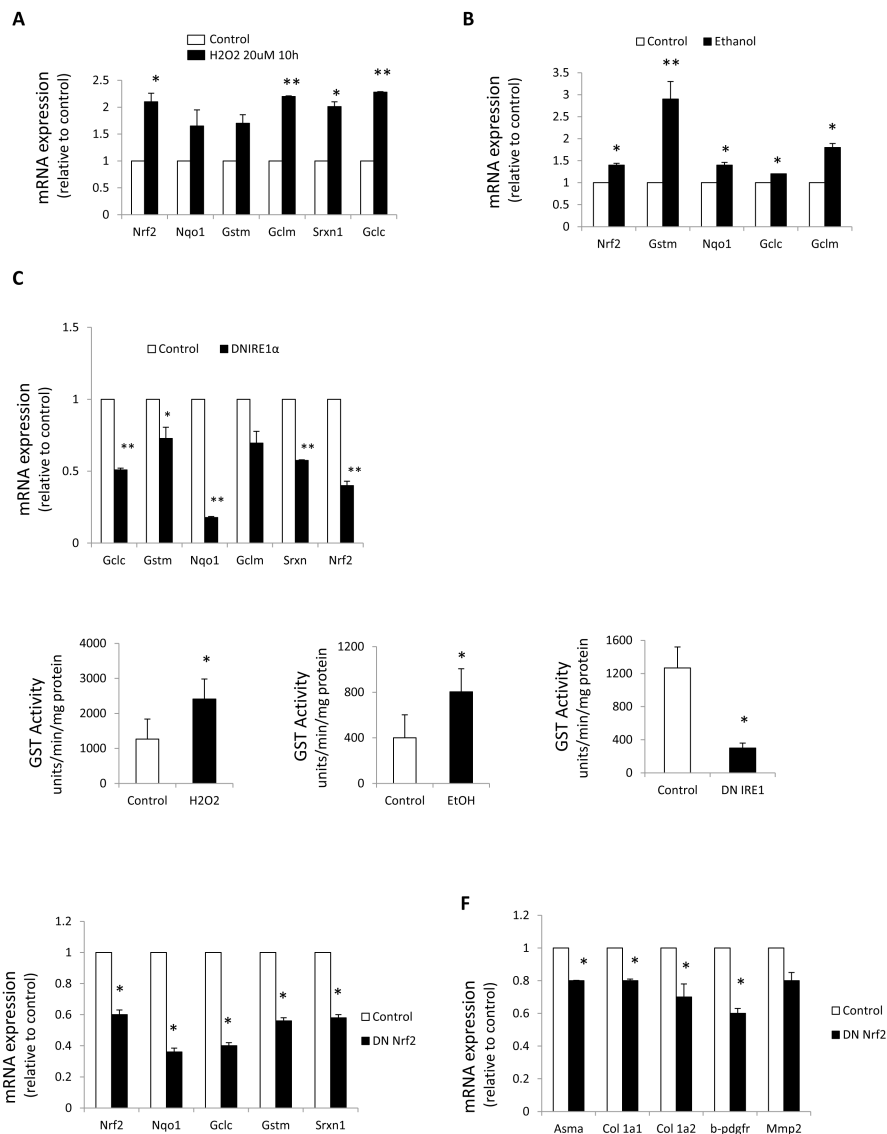 A
Control
H2O2 20uM 10h
mRNA expression
(relative to control)
2.5
2
1.5
1
0.5
0
*
**
*
**
Nrf2 Nqo1 Gstm Gclm Srxn1 Gclc
B
Control Ethanol
mRNA expression
(relative to control)
3.5
3
2.5
2
1.5
1
0.5
0
*
**
*
*
*
Nrf2 Gstm Nqo1 Gclc Gclm
C
Control DNIRE1α
mRNA expression
(relative to control)
1.5
1
0.5
0
**
*
**
**
**
Gclc Gstm Nqo1 Gclm Srxn Nrf2
GST Activity
units/min/mg protein
4000
3000
2000
1000
0
*
Control H2O2
GST Activity
units/min/mg protein
1200
800
400
0
*
Control EtOH
GST Activity
units/min/mg protein
1600
1200
800
400
0
*
Control DN IRE1
mRNA expression
(relative to control)
1.2
1
0.8
0.6
0.4
0.2
0
*
*
*
*
*
Nrf2 Nqo1 Gclc Gstm Srxn1
Control
DN Nrf2
F
mRNA expression
(relative to control)
1.2
1
0.8
0.6
0.4
0.2
0
*
*
*
*
Asma Col 1a1 Col 1a2 b-pdgfr Mmp2
Control
DN Nrf2